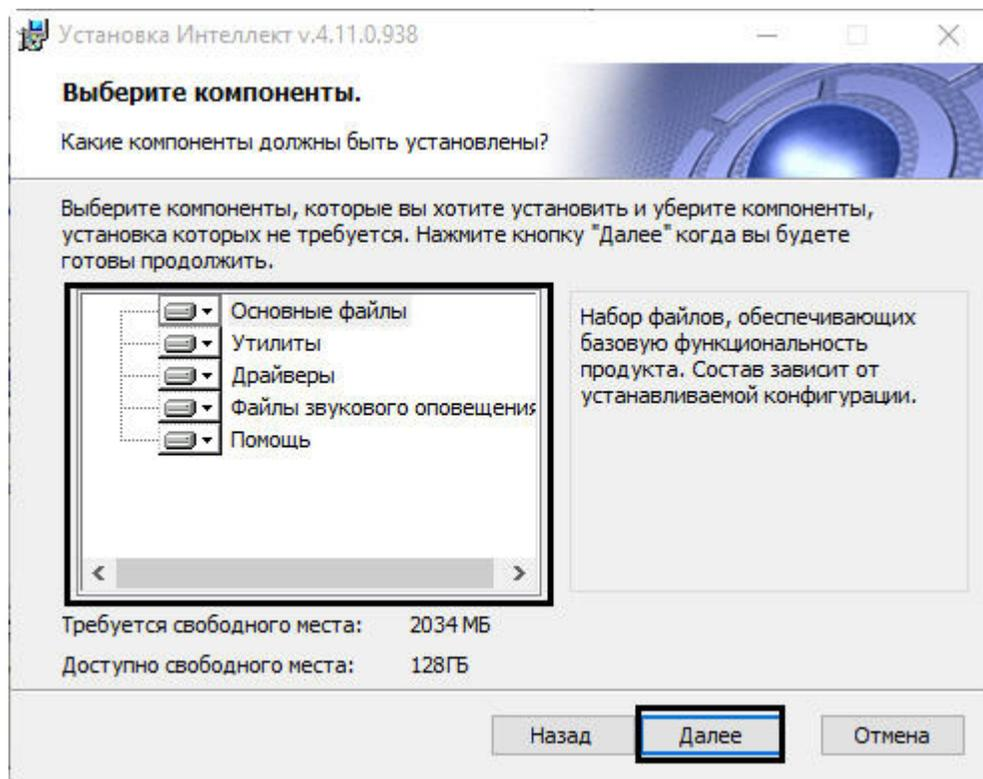 Установка Интеллект v.4.11.0.938
Выберите компоненты.
Какие компоненты должны быть установлены?
Выберите компоненты, которые вы хотите установить и уберите компоненты,
установка которых не требуется. Нажмите кнопку "Далее" когда вы будете
готовы продолжить.
Основные файлы
Утилиты
Драйверы
Файлы звукового оповещения
Помощь
Набор файлов, обеспечивающих
базовую функциональность
продукта. Состав зависит от
устанавливаемой конфигурации.
Требуется свободного места: 2034 МБ
Доступно свободного места: 128ГБ
Назад Далее Отмена